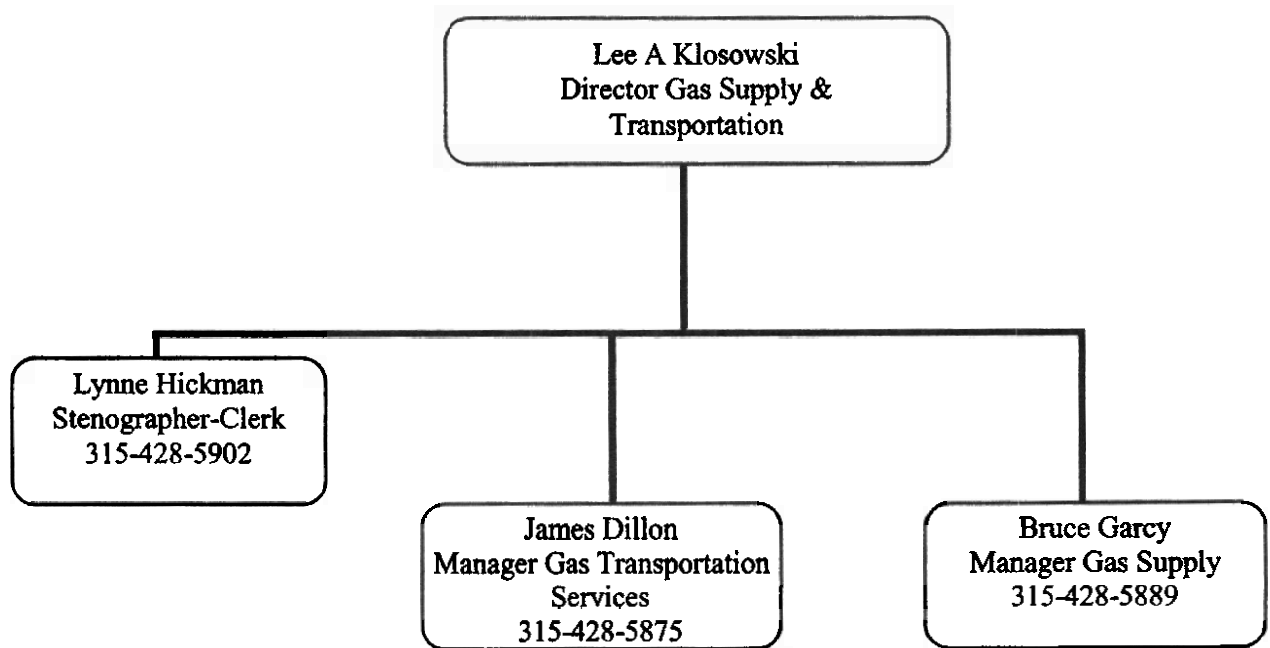 Lee A Klosowski
Director Gas Supply &
Transportation
Lynne Hickman
Stenographer-Clerk
315-428-5902
James Dillon
Manager Gas Transportation
Services
315-428-5875
Bruce Garcy
Manager Gas Supply
315-428-5889